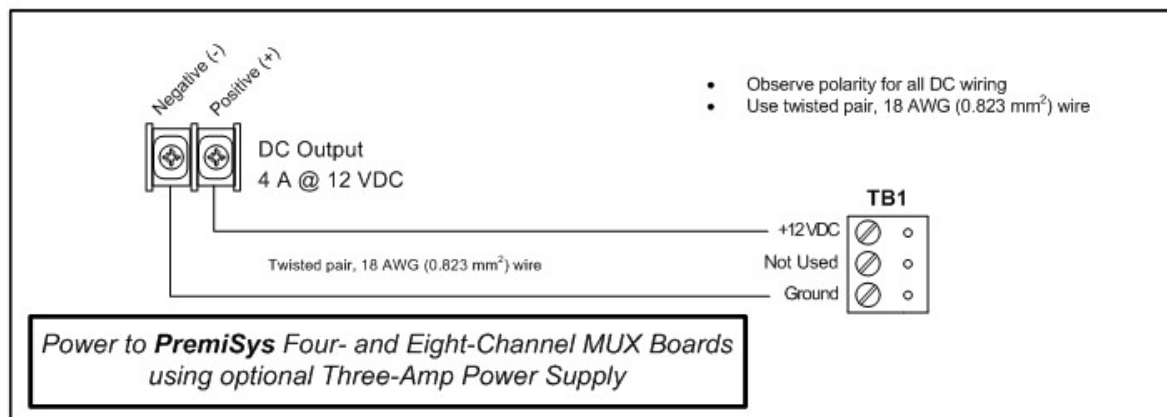 Negative (-)
Positive (+)
DC Output
4 A @ 12 VDC
• Observe polarity for all DC wiring
• Use twisted pair, 18 AWG (0.823 mm²) wire
TB1
+12VDC
Not Used
Ground
Twisted pair, 18 AWG (0.823 mm²) wire
Power to PremiSys Four- and Eight-Channel MUX Boards
using optional Three-Amp Power Supply